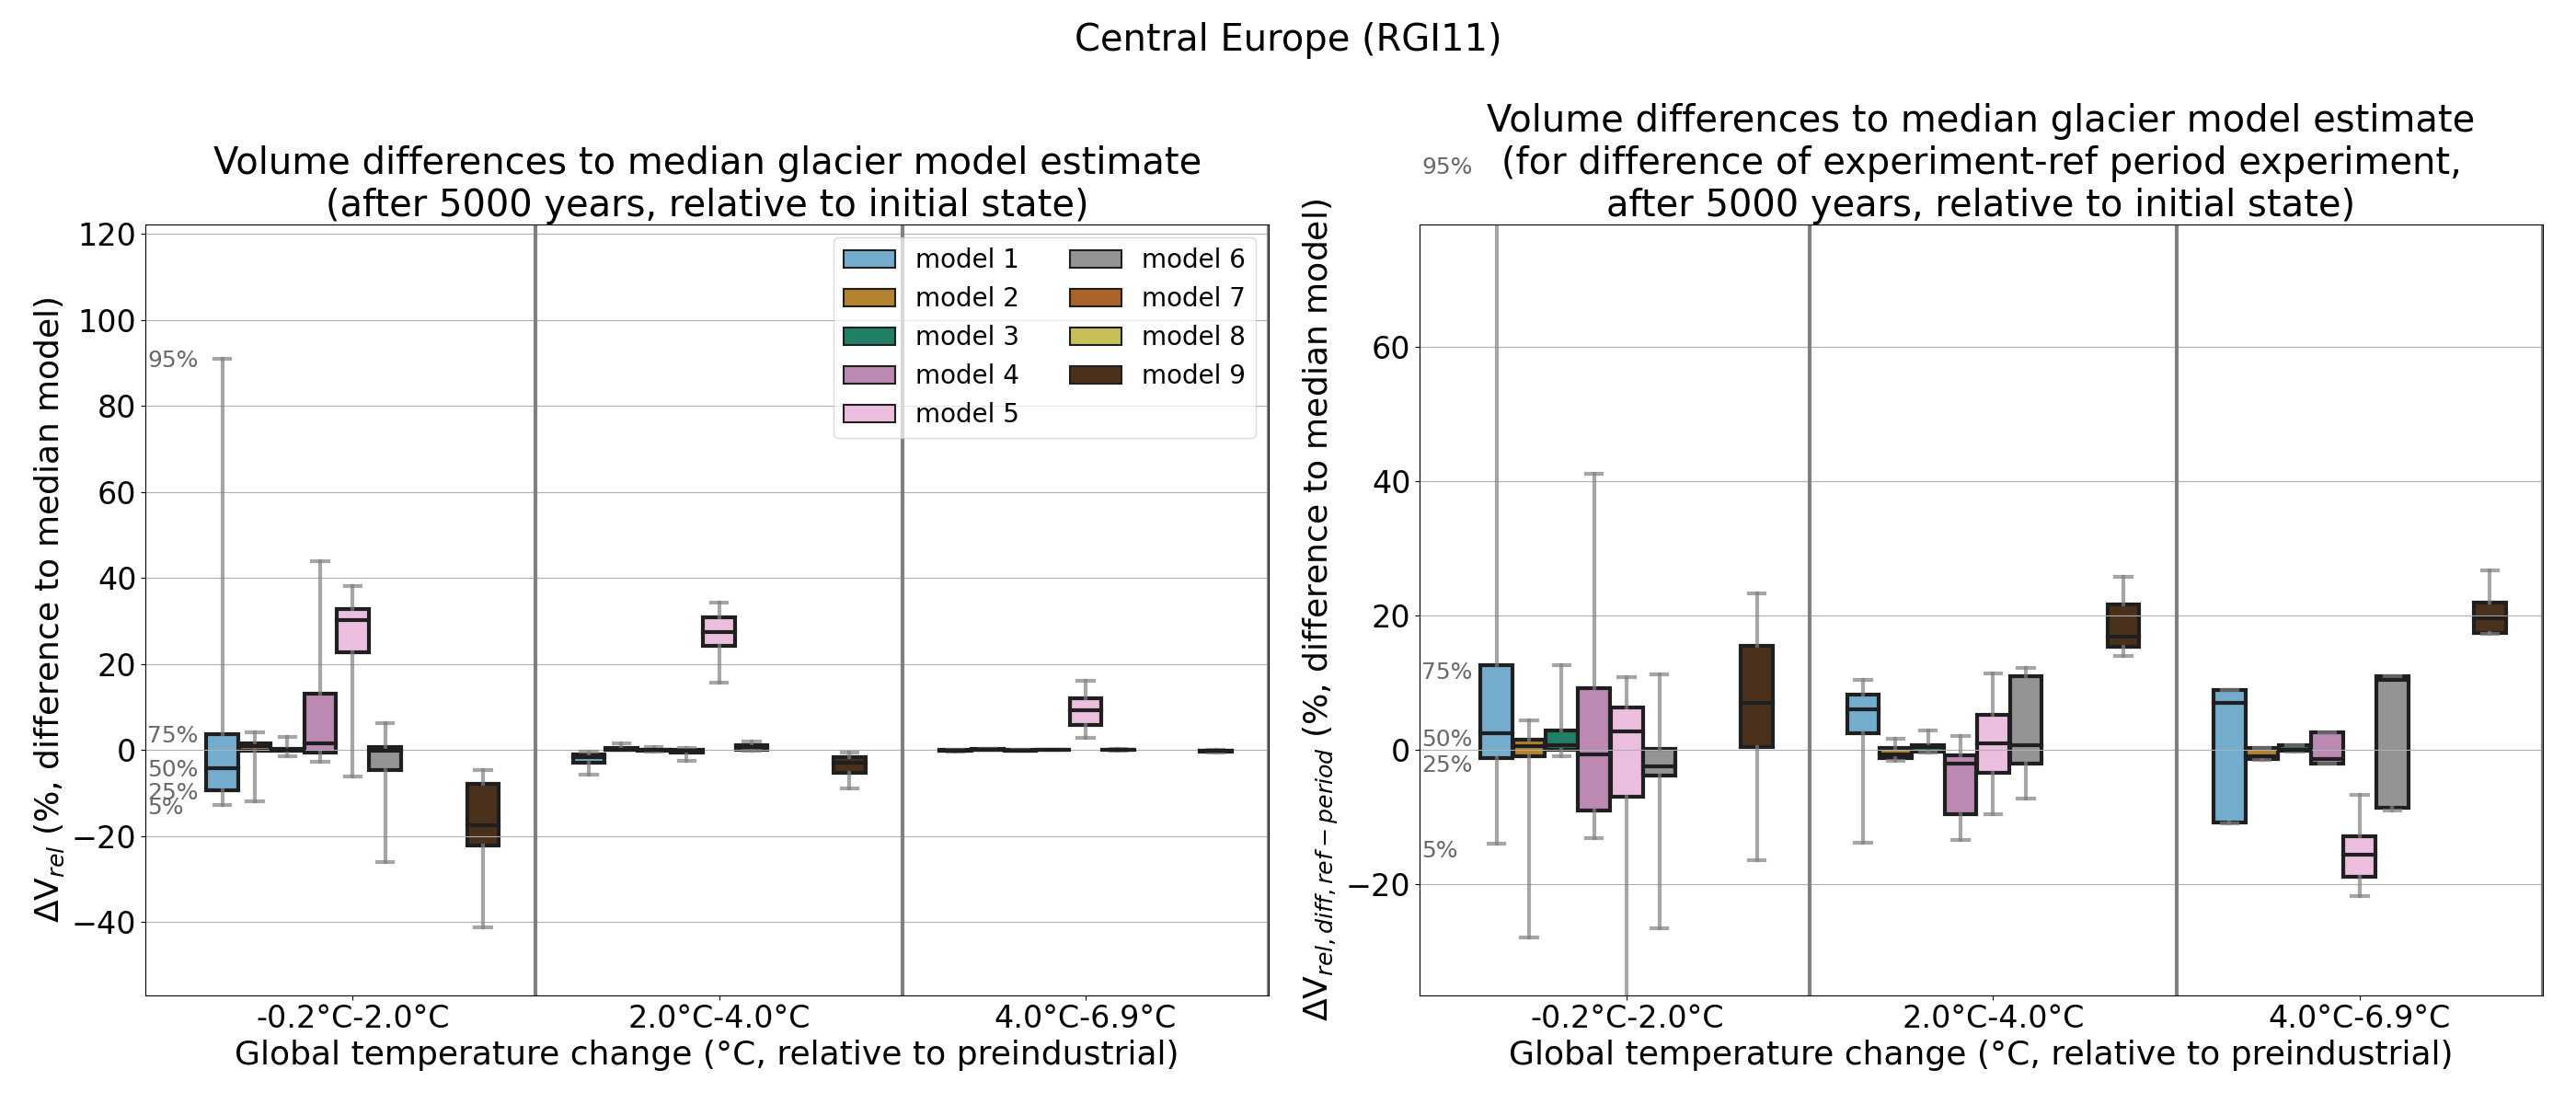 Central Europe (RGI11)
Volume differences to median glacier model estimate
(after 5000 years, relative to initial state)
ΔV_rel (%, difference to median model)
120
100
80
60
40
20
0
−20
−40
95%
75%
50%
25%
5%
model 1
model 2
model 3
model 4
model 5
model 6
model 7
model 8
model 9
-0.2°C-2.0°C
2.0°C-4.0°C
4.0°C-6.9°C
Global temperature change (°C, relative to preindustrial)
Volume differences to median glacier model estimate
(for difference of experiment-ref period experiment,
after 5000 years, relative to initial state)
ΔV_rel, diff, ref − period (%, difference to median model)
60
40
20
0
−20
95%
75%
50%
25%
5%
-0.2°C-2.0°C
2.0°C-4.0°C
4.0°C-6.9°C
Global temperature change (°C, relative to preindustrial)